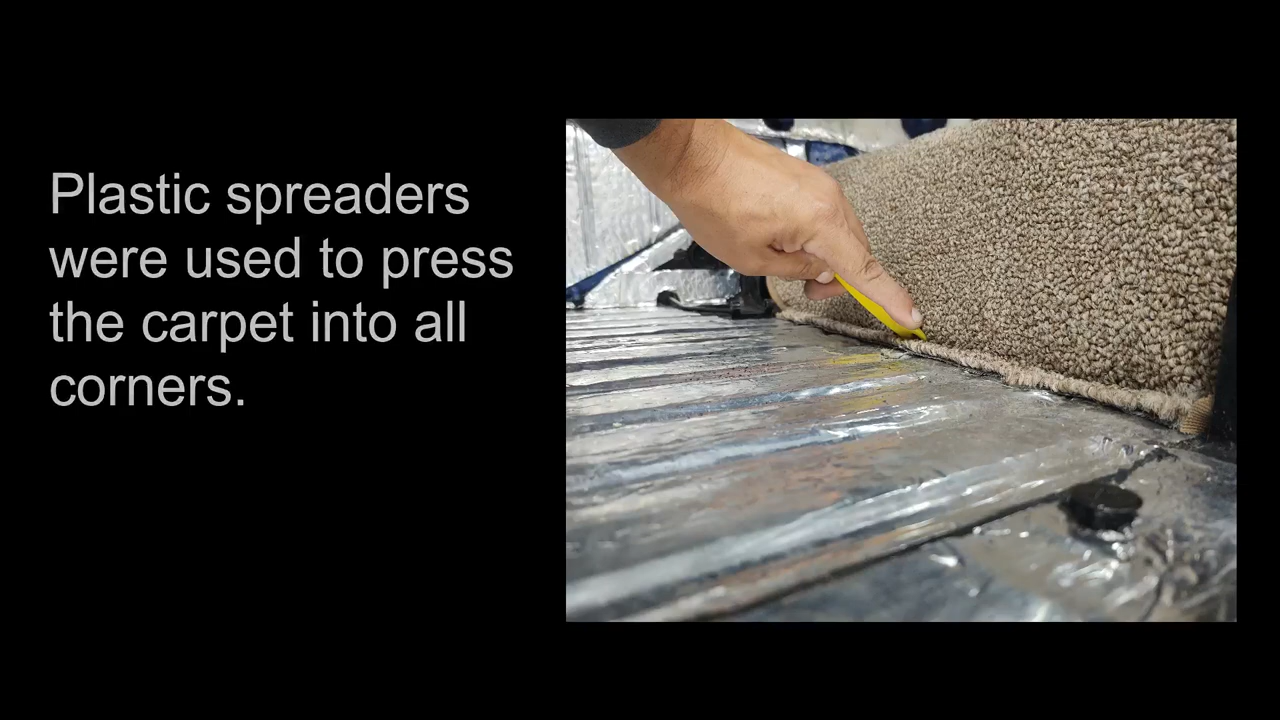 Plastic spreaders
were used to press
the carpet into all
corners.